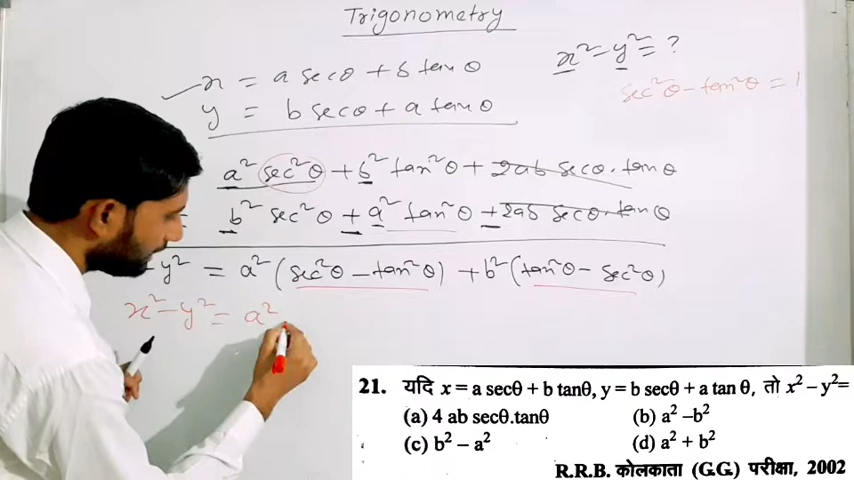 Trigonometry
x = a secθ + b tanθ
x² - y² = ?
sec²θ - tan²θ = 1
y = b secθ + a tanθ
a² sec²θ + b² tan²θ + 2ab secθ. tanθ
b² sec²θ + a² tan²θ + 2ab secθ. tanθ
- y² = a² (sec²θ - tan²θ) + b² (tan²θ - sec²θ)
x² - y² = a²
21. यदि x = a secθ + b tanθ, y = b secθ + a tan θ, तो x² – y²=
(a) 4 ab secθ.tanθ (b) a² –b²
(c) b² – a² (d) a² + b²
R.R.B. कोलकाता (G.G.) परीक्षा, 2002